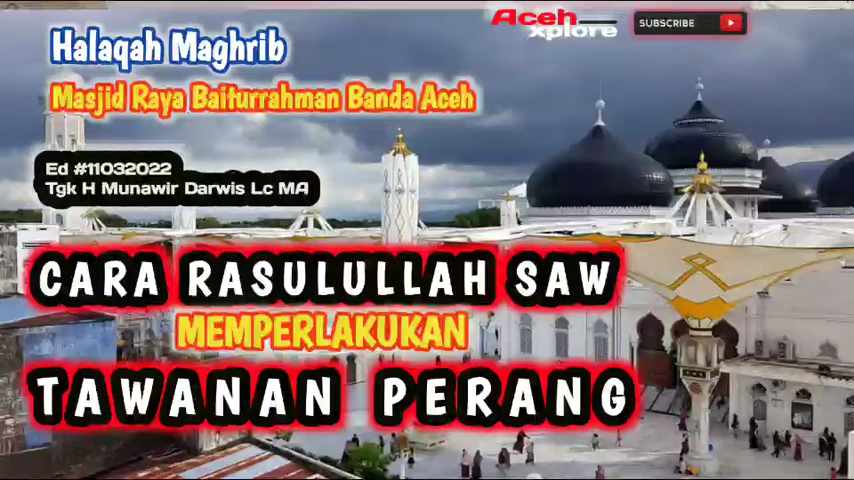 Aceh
xplore
SUBSCRIBE
Halaqah Maghrib
Masjid Raya Baiturrahman Banda Aceh
Ed #11032022
Tgk H Munawir Darwis Lc MA
CARA RASULULLAH SAW
MEMPERLAKUKAN
TAWANAN PERANG